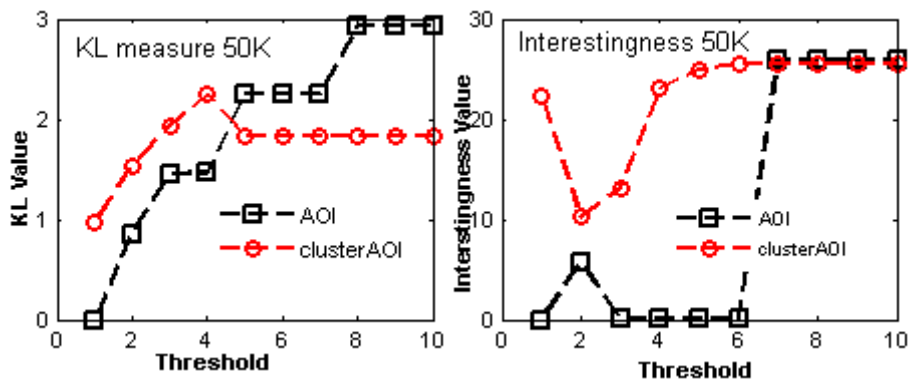 KL measure 50K
3
2
1
0
KL Value
AOI
clusterAOI
0 2 4 6 8 10
Threshold
Interestingness 50K
30
20
10
0
Interstingness Value
AOI
clusterAOI
0 2 4 6 8 10
Threshold